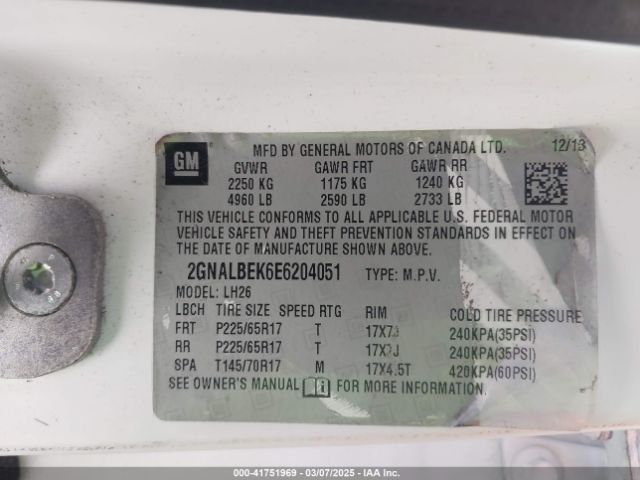 GM
MFD BY GENERAL MOTORS OF CANADA LTD. 12/13
GVWR GAWR FRT GAWR RR
2250 KG 1175 KG 1240 KG
4960 LB 2590 LB 2733 LB
THIS VEHICLE CONFORMS TO ALL APPLICABLE U.S. FEDERAL MOTOR
VEHICLE SAFETY AND THEFT PREVENTION STANDARDS IN EFFECT ON
THE DATE OF MANUFACTURE SHOWN ABOVE.
2GNALBEK6E6204051 TYPE: M.P.V.
MODEL: LH26
LBCH TIRE SIZE SPEED RTG RIM COLD TIRE PRESSURE
FRT P225/65R17 T 17X7J 240KPA(35PSI)
RR P225/65R17 T 17X7J 240KPA(35PSI)
SPA T145/70R17 M 17X4.5T 420KPA(60PSI)
SEE OWNER'S MANUAL FOR MORE INFORMATION.
000-41751969 — 03/07/2025 — IAA Inc.